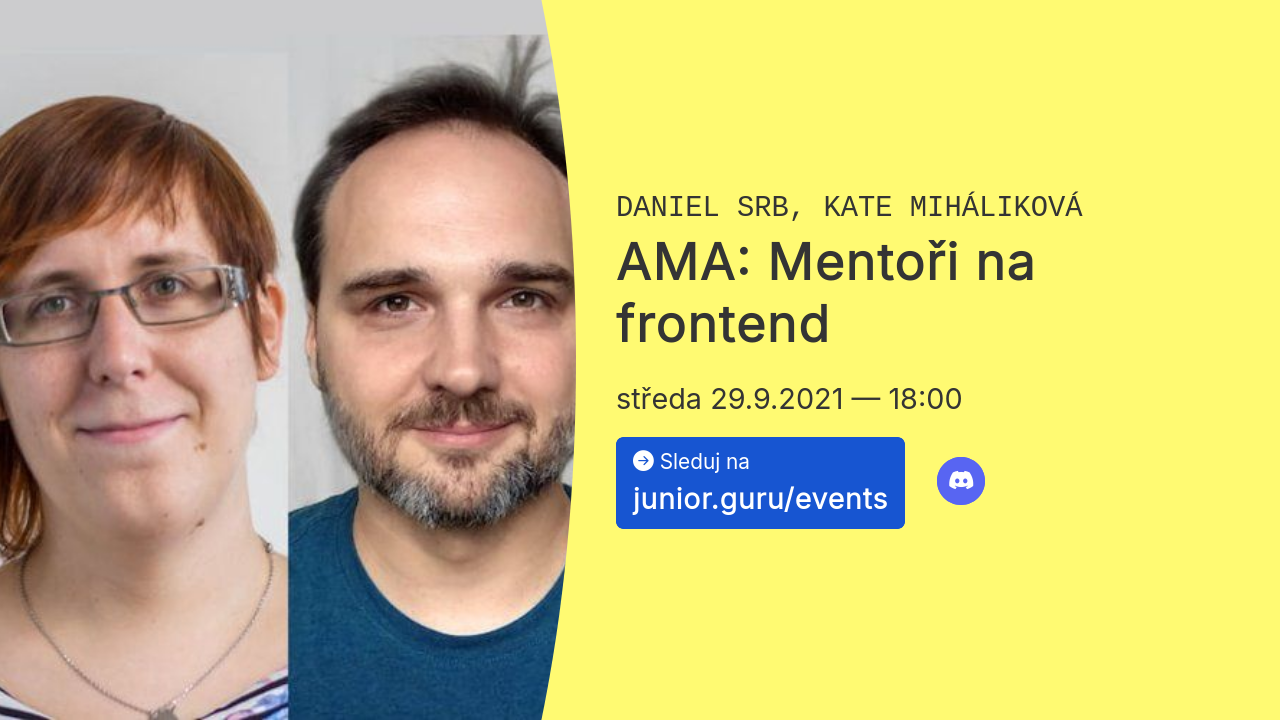 DANIEL SRB, KATE MIHÁLIKOVÁ
AMA: Mentoři na
frontend
středa 29.9.2021 — 18:00
Sleduj na
junior.guru/events